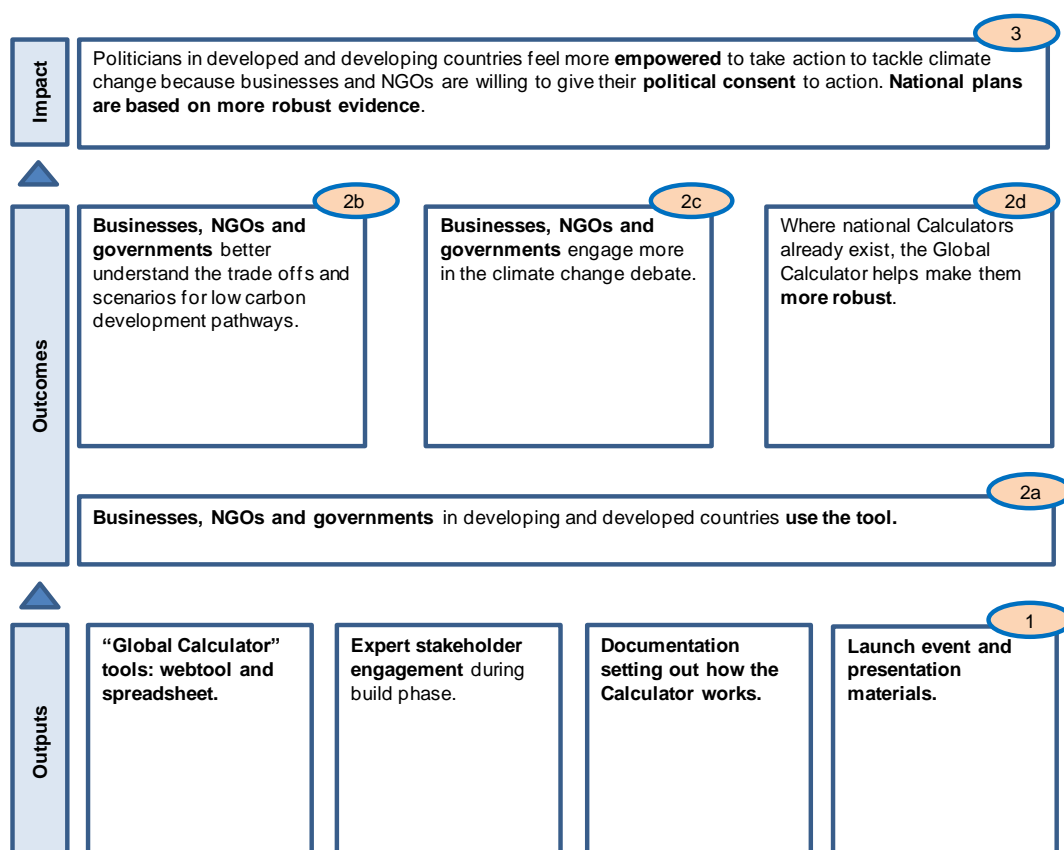 3
Impact
Politicians in developed and developing countries feel more empowered to take action to tackle climate
change because businesses and NGOs are willing to give their political consent to action. National plans
are based on more robust evidence.
Outcomes
2b
Businesses, NGOs and
governments better
understand the trade offs and
scenarios for low carbon
development pathways.
2c
Businesses, NGOs and
governments engage more
in the climate change debate.
2d
Where national Calculators
already exist, the Global
Calculator helps make them
more robust.
2a
Businesses, NGOs and governments in developing and developed countries use the tool.
Outputs
“Global Calculator”
tools: webtool and
spreadsheet.
Expert stakeholder
engagement during
build phase.
Documentation
setting out how the
Calculator works.
1
Launch event and
presentation
materials.